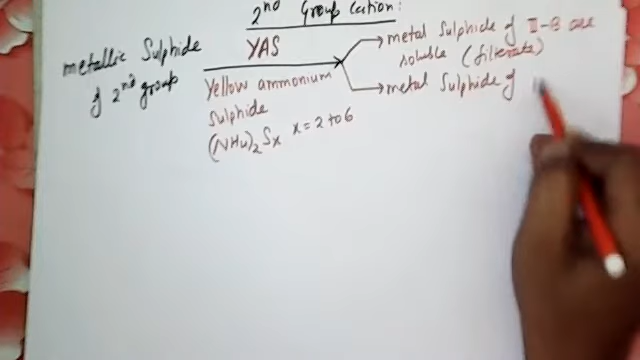 2nd Group Cation:
metallic Sulphide
of 2nd group
YAS
Yellow ammonium
Sulphide
(NH4)2 Sx x = 2 to 6
metal Sulphide of II-B are
soluble (filterate)
metal Sulphide of